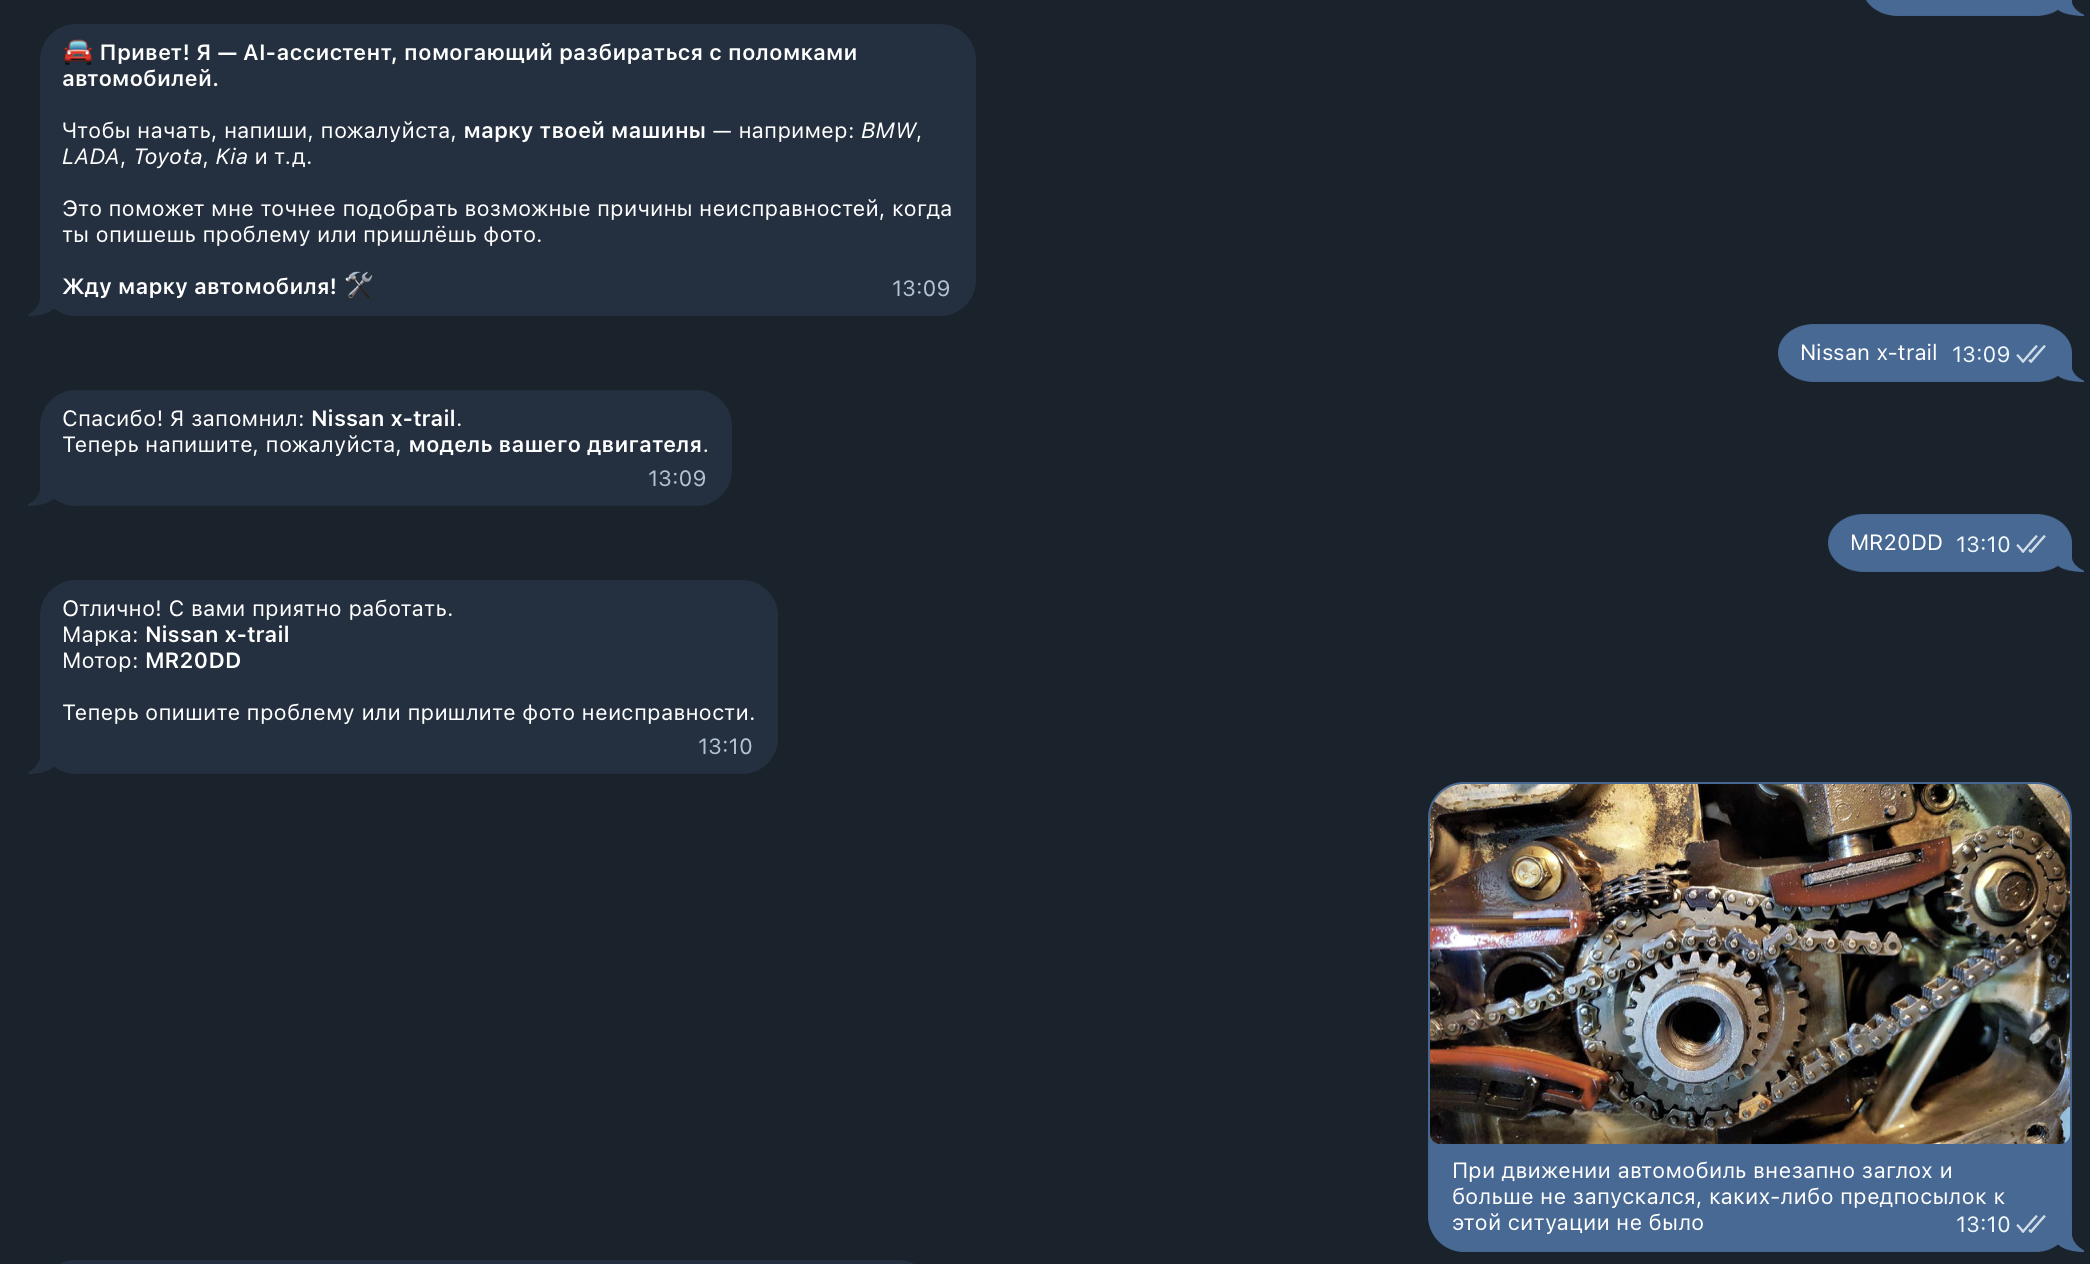 🚘 Привет! Я — AI-ассистент, помогающий разбираться с поломками
автомобилей.
Чтобы начать, напиши, пожалуйста, марку твоей машины — например: BMW,
LADA, Toyota, Kia и т.д.
Это поможет мне точнее подобрать возможные причины неисправностей, когда
ты опишешь проблему или пришлёшь фото.
Жду марку автомобиля! 🛠 13:09
Nissan x-trail 13:09
Спасибо! Я запомнил: Nissan x-trail.
Теперь напишите, пожалуйста, модель вашего двигателя.
13:09
MR20DD 13:10
Отлично! С вами приятно работать.
Марка: Nissan x-trail
Мотор: MR20DD
Теперь опишите проблему или пришлите фото неисправности.
13:10
При движении автомобиль внезапно заглох и
больше не запускался, каких-либо предпосылок к
этой ситуации не было 13:10